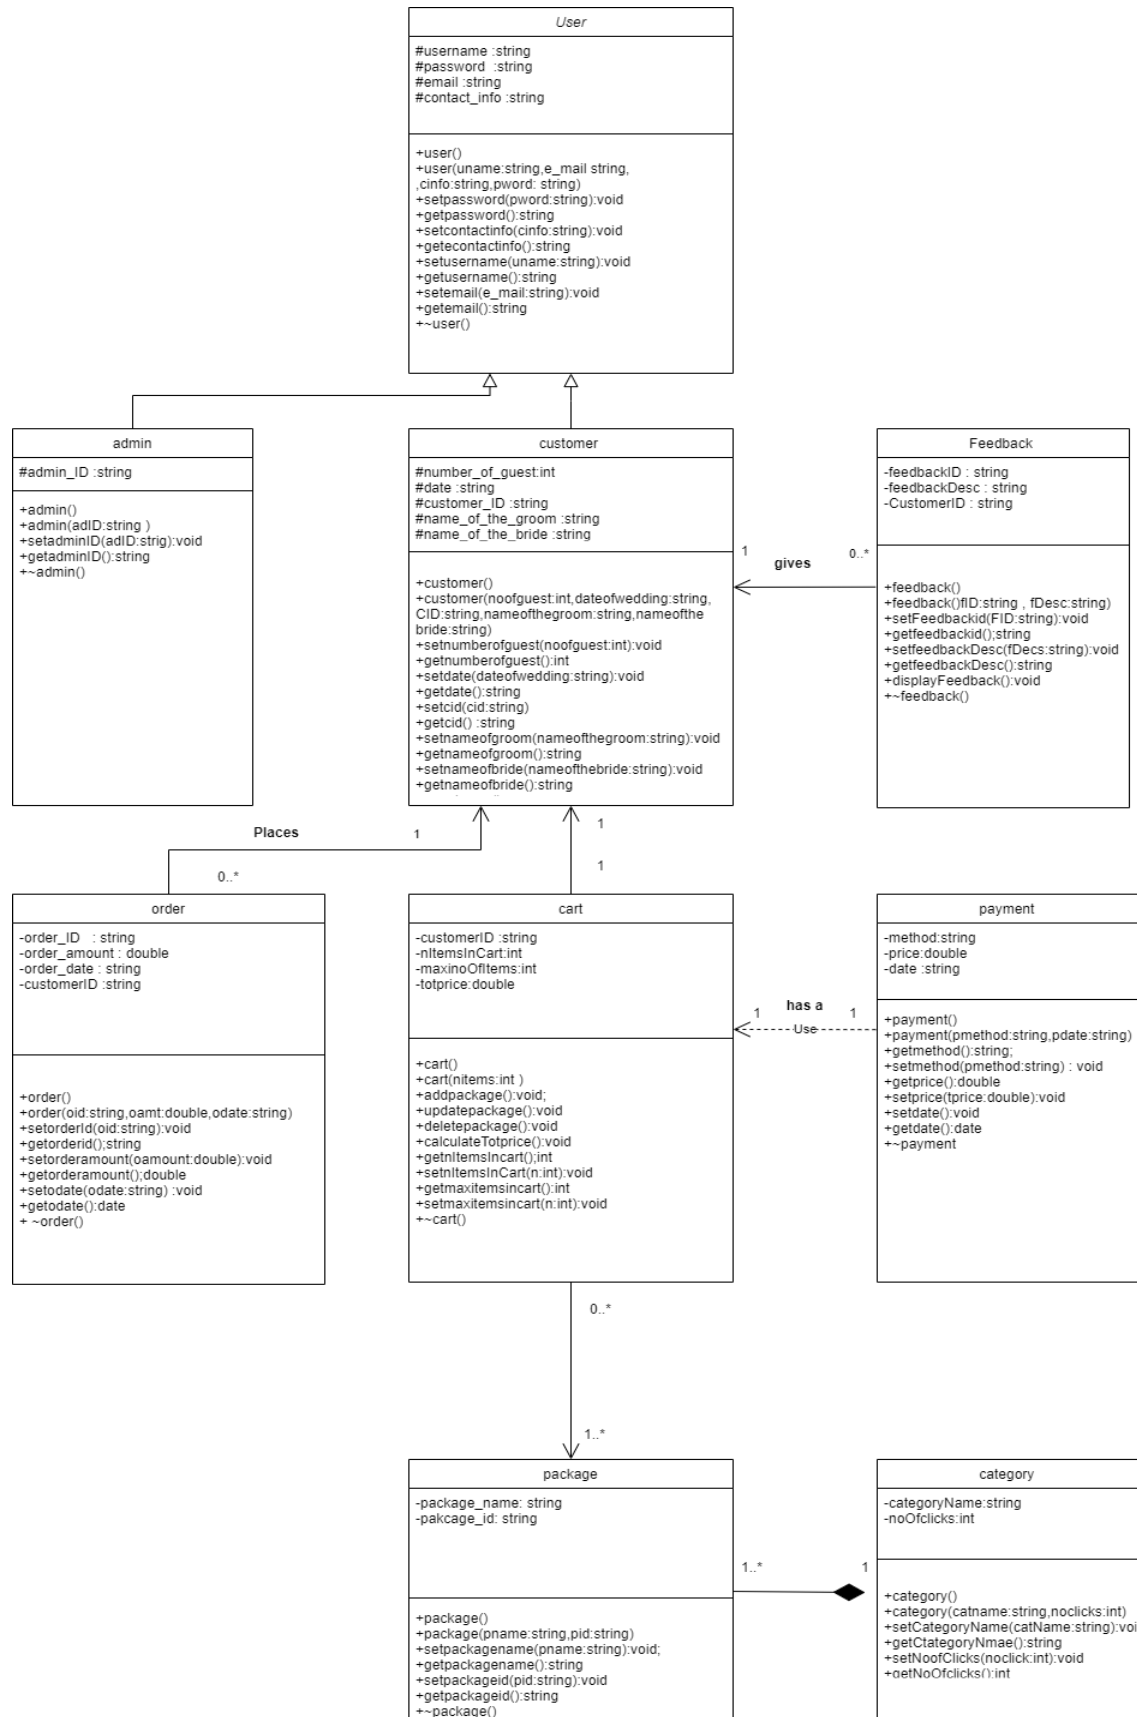 User
#username :string
#password  :string
#email :string
#contact_info :string
+user()
+user(uname:string,e_mail string,
,cinfo:string,pword: string)
+setpassword(pword:string):void
+getpassword():string
+setcontactinfo(cinfo:string):void
+getecontactinfo():string
+setusername(uname:string):void
+getusername():string
+setemail(e_mail:string):void
+getemail():string
+~user()
admin
#admin_ID :string
+admin()
+admin(adID:string )
+setadminID(adID:strig):void
+getadminID():string
+~admin()
customer
#number_of_guest:int
#date :string
#customer_ID :string
#name_of_the_groom :string
#name_of_the_bride :string
+customer()
+customer(noofguest:int,dateofwedding:string,
CID:string,nameofthegroom:string,nameofthe
bride:string)
+setnumberofguest(noofguest:int):void
+getnumberofguest():int
+setdate(dateofwedding:string):void
+getdate():string
+setcid(cid:string)
+getcid() :string
+setnameofgroom(nameofthegroom:string):void
+getnameofgroom():string
+setnameofbride(nameofthebride:string):void
+getnameofbride():string
1
gives
0..*
Feedback
-feedbackID : string
-feedbackDesc : string
-CustomerID : string
+feedback()
+feedback()fID:string , fDesc:string)
+setFeedbackid(FID:string):void
+getfeedbackid();string
+setfeedbackDesc(fDecs:string):void
+getfeedbackDesc():string
+displayFeedback():void
+~feedback()
Places
1
0..*
1
1
order
-order_ID   : string
-order_amount : double
-order_date : string
-customerID :string
+order()
+order(oid:string,oamt:double,odate:string)
+setorderId(oid:string):void
+getorderid();string
+setorderamount(oamount:double):void
+getorderamount();double
+setodate(odate:string) :void
+getodate():date
+ ~order()
cart
-customerID :string
-nItemsInCart:int
-maxinoOfItems:int
-totprice:double
+cart()
+cart(nitems:int )
+addpackage():void;
+updatepackage():void
+deletepackage():void
+calculateTotprice():void
+getnItemsIncart();int
+setnItemsInCart(n:int):void
+getmaxitemsincart():int
+setmaxitemsincart(n:int):void
+~cart()
1
has a
1
Use
payment
-method:string
-price:double
-date :string
+payment()
+payment(pmethod:string,pdate:string)
+getmethod():string;
+setmethod(pmethod:string) : void
+getprice():double
+setprice(tprice:double):void
+setdate():void
+getdate():date
+~payment
0..*
1..*
package
-package_name: string
-pakcage_id: string
+package()
+package(pname:string,pid:string)
+setpackagename(pname:string):void;
+getpackagename():string
+setpackageid(pid:string):void
+getpackageid():string
+~package()
1..*
1
category
-categoryName:string
-noOfclicks:int
+category()
+category(catname:string,noclicks:int)
+setCategoryName(catName:string):voi
+getCtategoryNmae():string
+setNoofClicks(noclick:int):void
+getNoOfclicks():int